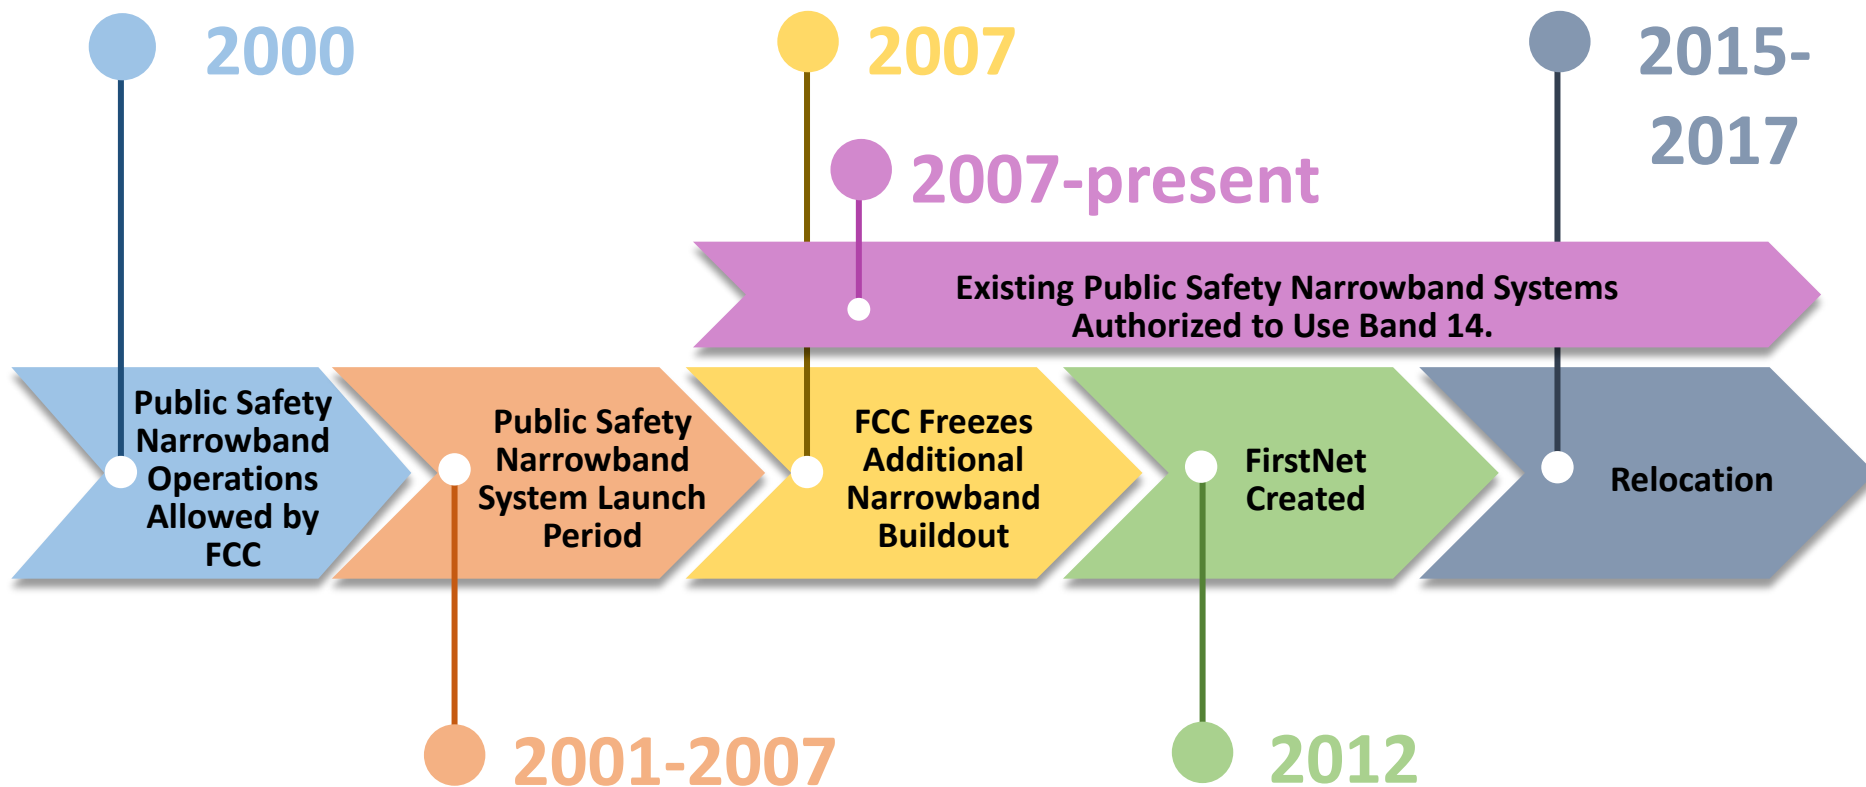 2000
2007
2015-
2017
2007-present
Existing Public Safety Narrowband Systems
Authorized to Use Band 14.
Public Safety
Narrowband
Operations
Allowed by
FCC
Public Safety
Narrowband
System Launch
Period
FCC Freezes
Additional
Narrowband
Buildout
FirstNet
Created
Relocation
2001-2007
2012